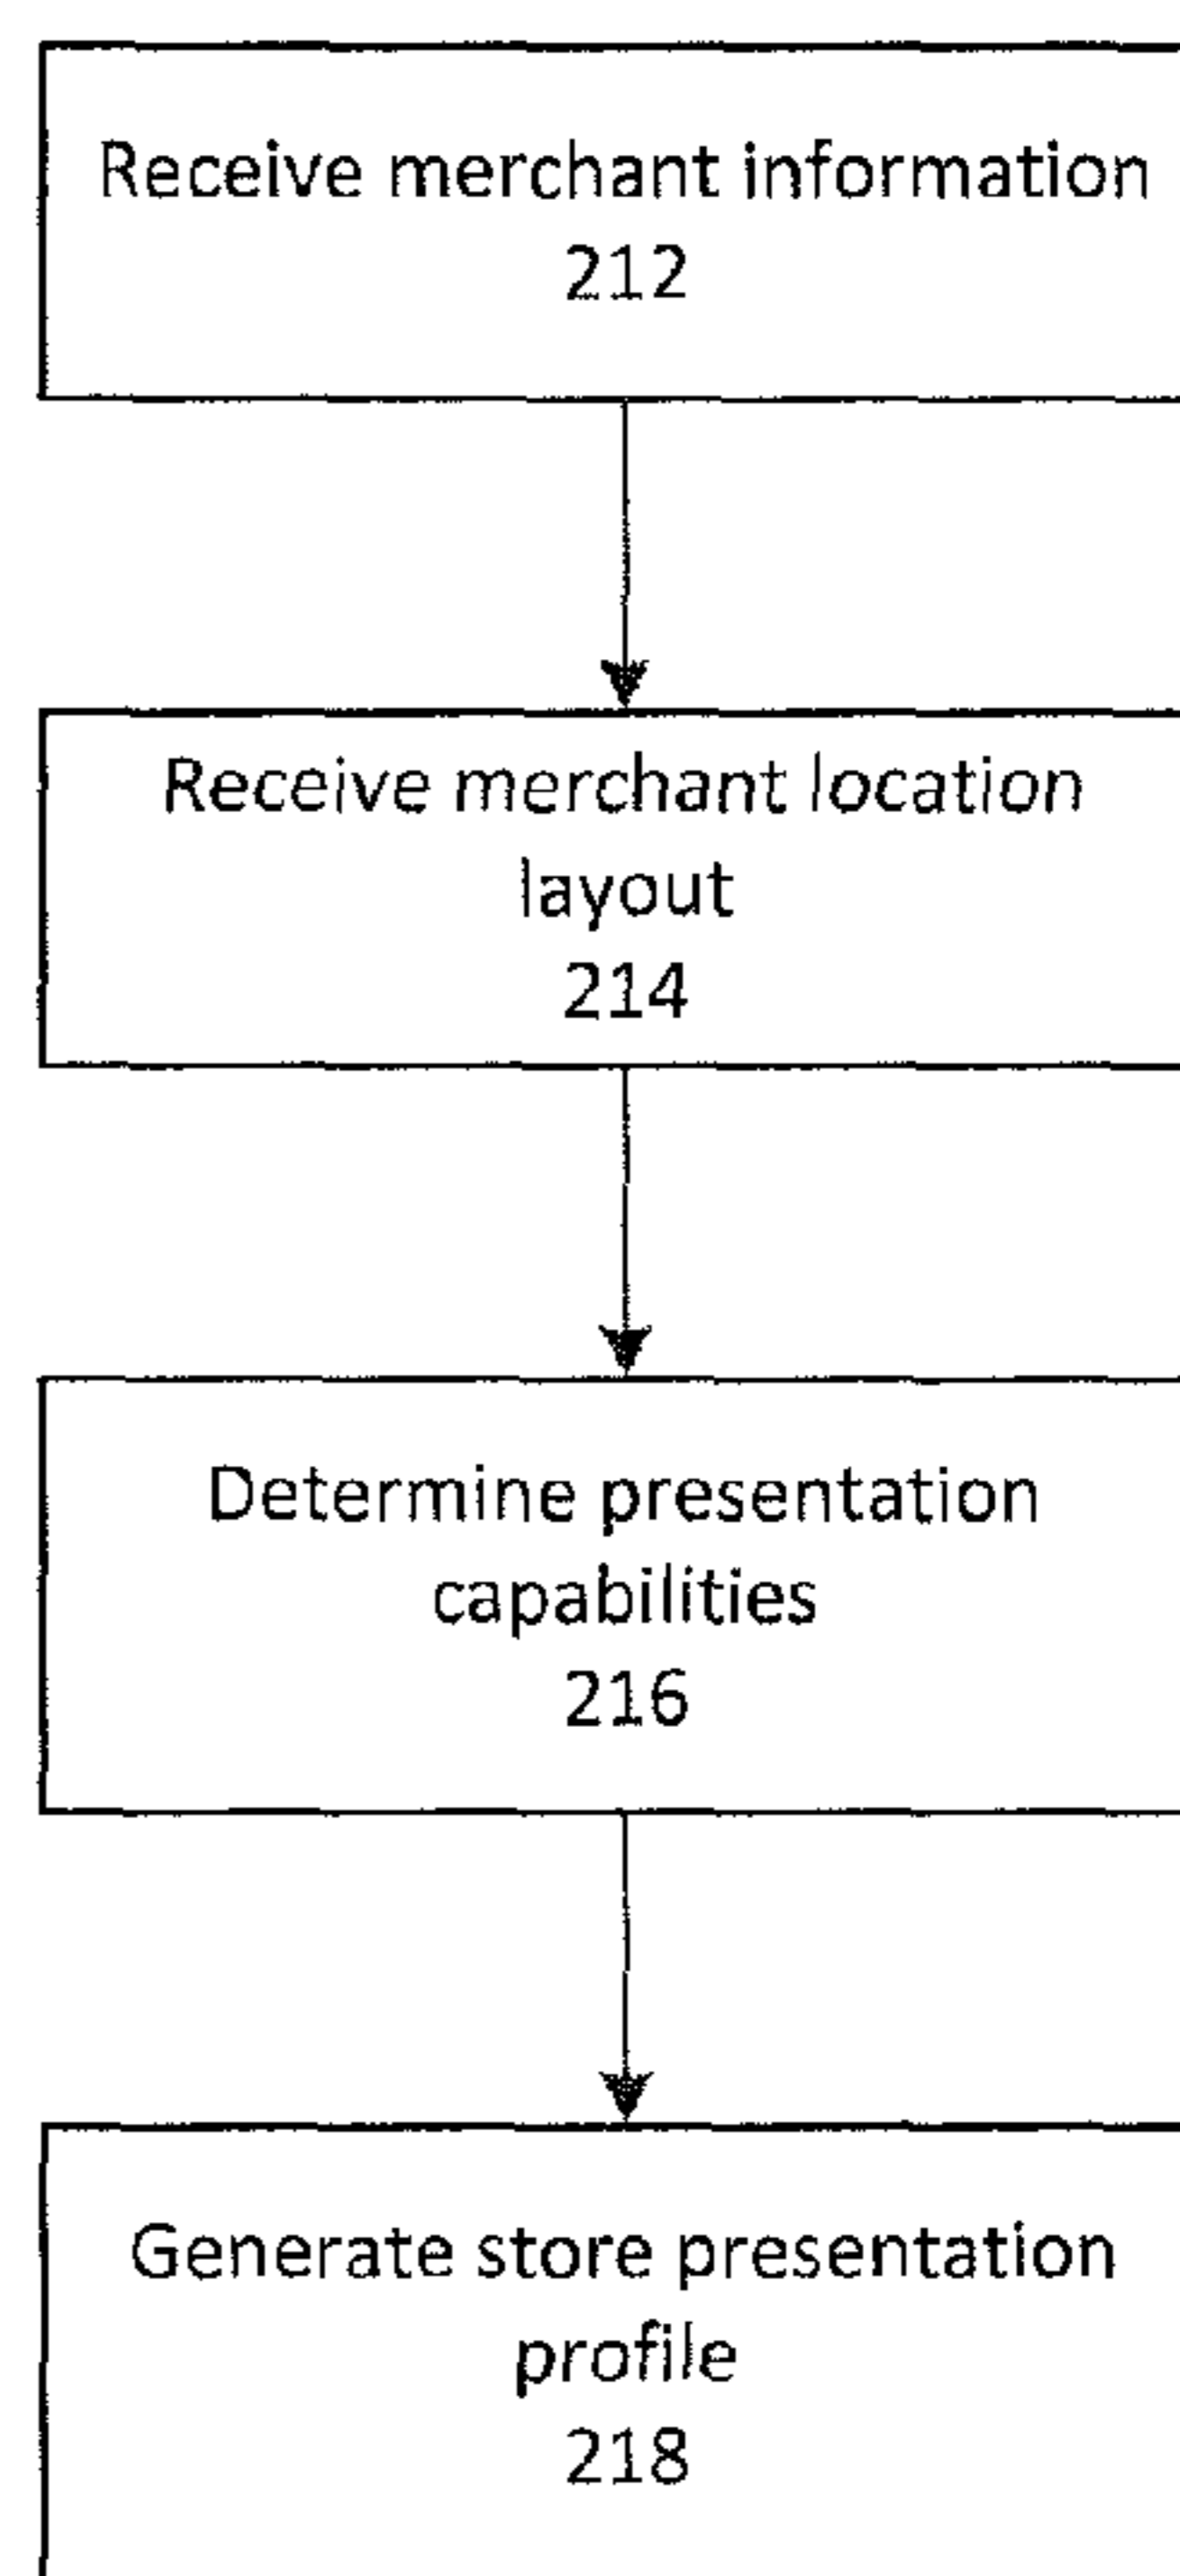 Receive merchant information
212
Receive merchant location
layout
214
Determine presentation
capabilities
216
Generate store presentation
profile
218